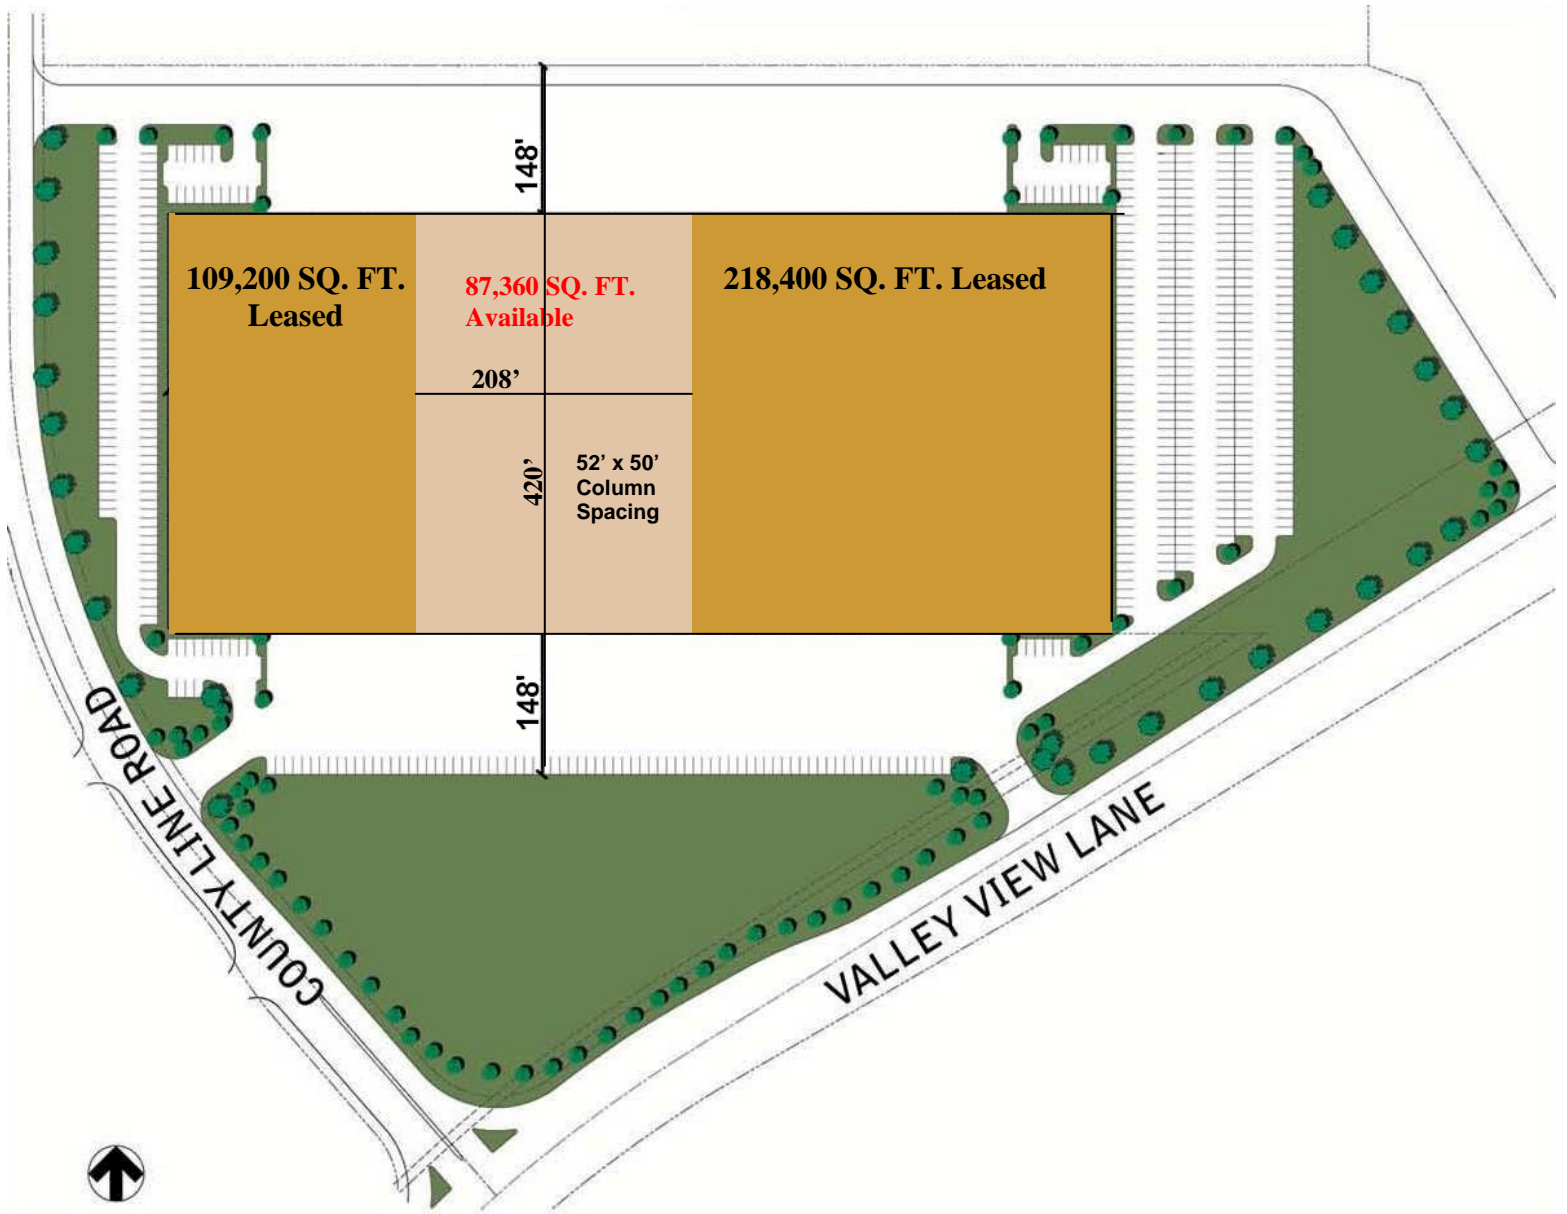 148'
109,200 SQ. FT.
Leased
87,360 SQ. FT.
Available
218,400 SQ. FT. Leased
208’
420’
52’ x 50’
Column
Spacing
148'
COUNTY LINE ROAD
VALLEY VIEW LANE